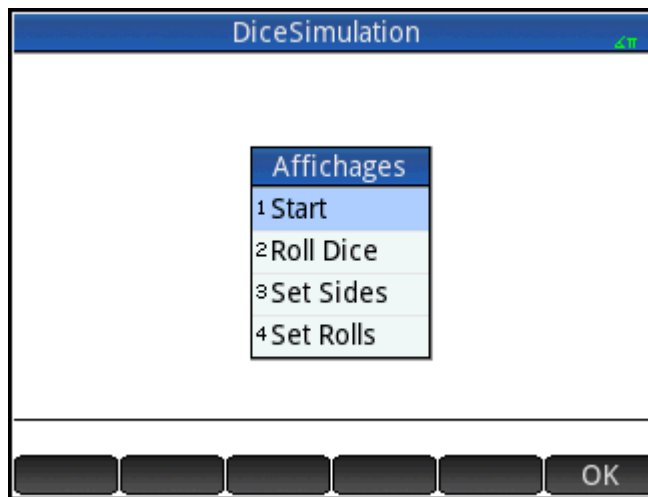 DiceSimulation
∡π
Affichages
1 Start
2 Roll Dice
3 Set Sides
4 Set Rolls
OK